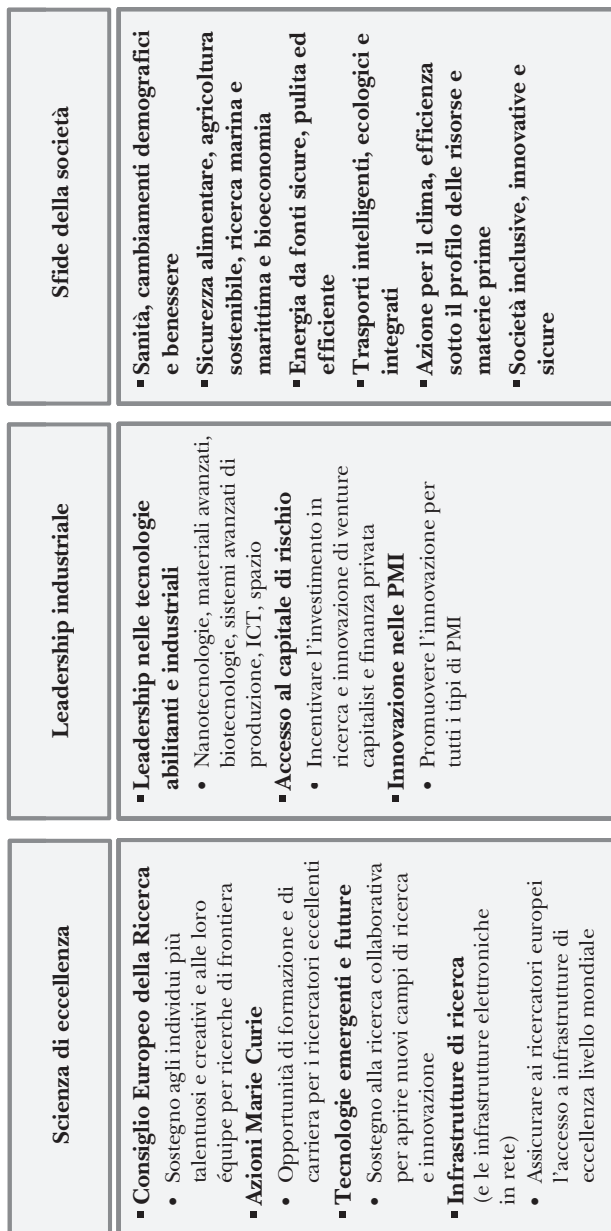 Scienza di eccellenza
▪ Consiglio Europeo della Ricerca
• Sostegno agli individui più
talentuosi e creativi e alle loro
équipe per ricerche di frontiera
▪ Azioni Marie Curie
• Opportunità di formazione e di
carriera per i ricercatori eccellenti
▪ Tecnologie emergenti e future
• Sostegno alla ricerca collaborativa
per aprire nuovi campi di ricerca
e innovazione
▪ Infrastrutture di ricerca
(e le infrastrutture elettroniche
in rete)
• Assicurare ai ricercatori europei
l’accesso a infrastrutture di
eccellenza livello mondiale
Leadership industriale
▪ Leadership nelle tecnologie
abilitanti e industriali
• Nanotecnologie, materiali avanzati,
biotecnologie, sistemi avanzati di
produzione, ICT, spazio
▪ Accesso al capitale di rischio
• Incentivare l’investimento in
ricerca e innovazione di venture
capitalist e finanza privata
▪ Innovazione nelle PMI
• Promuovere l’innovazione per
tutti i tipi di PMI
Sfide della società
▪ Sanità, cambiamenti demografici
e benessere
▪ Sicurezza alimentare, agricoltura
sostenibile, ricerca marina e
marittima e bioeconomia
▪ Energia da fonti sicure, pulita ed
efficiente
▪ Trasporti intelligenti, ecologici e
integrati
▪ Azione per il clima, efficienza
sotto il profilo delle risorse e
materie prime
▪ Società inclusive, innovative e
sicure